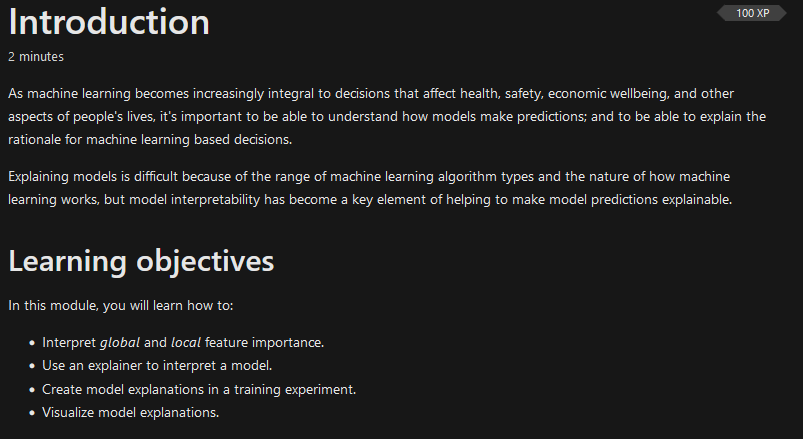 Introduction
100 XP
2 minutes
As machine learning becomes increasingly integral to decisions that affect health, safety, economic wellbeing, and other
aspects of people's lives, it's important to be able to understand how models make predictions; and to be able to explain the
rationale for machine learning based decisions.
Explaining models is difficult because of the range of machine learning algorithm types and the nature of how machine
learning works, but model interpretability has become a key element of helping to make model predictions explainable.
Learning objectives
In this module, you will learn how to:
• Interpret global and local feature importance.
• Use an explainer to interpret a model.
• Create model explanations in a training experiment.
• Visualize model explanations.